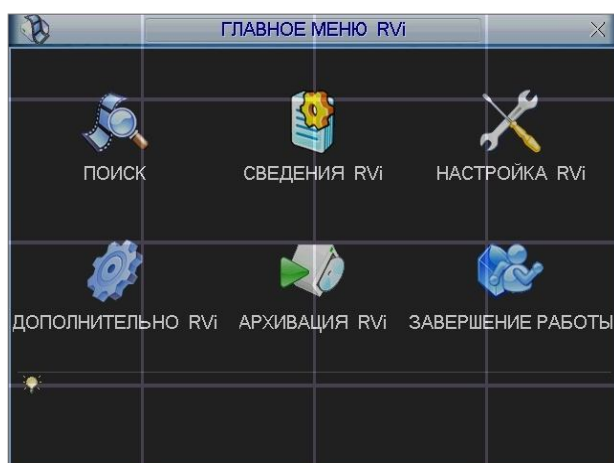 ГЛАВНОЕ МЕНЮ RVi
ПОИСК
СВЕДЕНИЯ RVi
НАСТРОЙКА RVi
ДОПОЛНИТЕЛЬНО RVi
АРХИВАЦИЯ RVi
ЗАВЕРШЕНИЕ РАБОТЫ